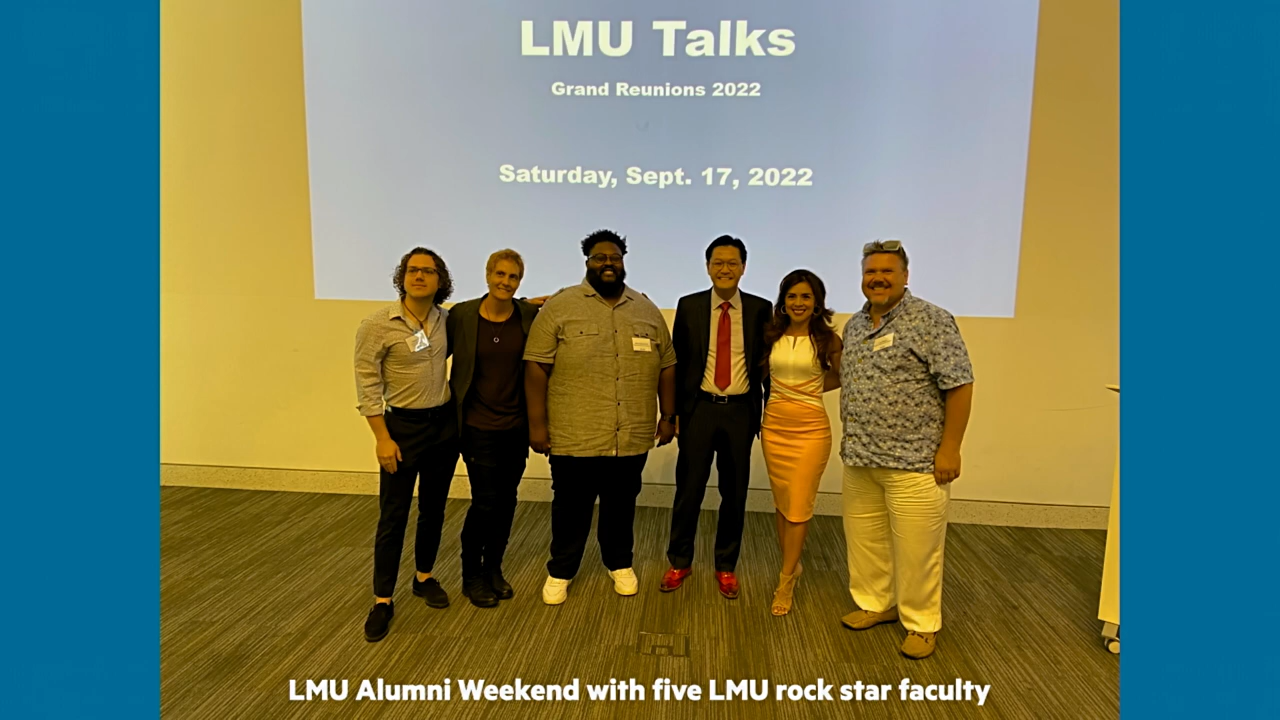 LMU Talks
Grand Reunions 2022
Saturday, Sept. 17, 2022
LMU Alumni Weekend with five LMU rock star faculty